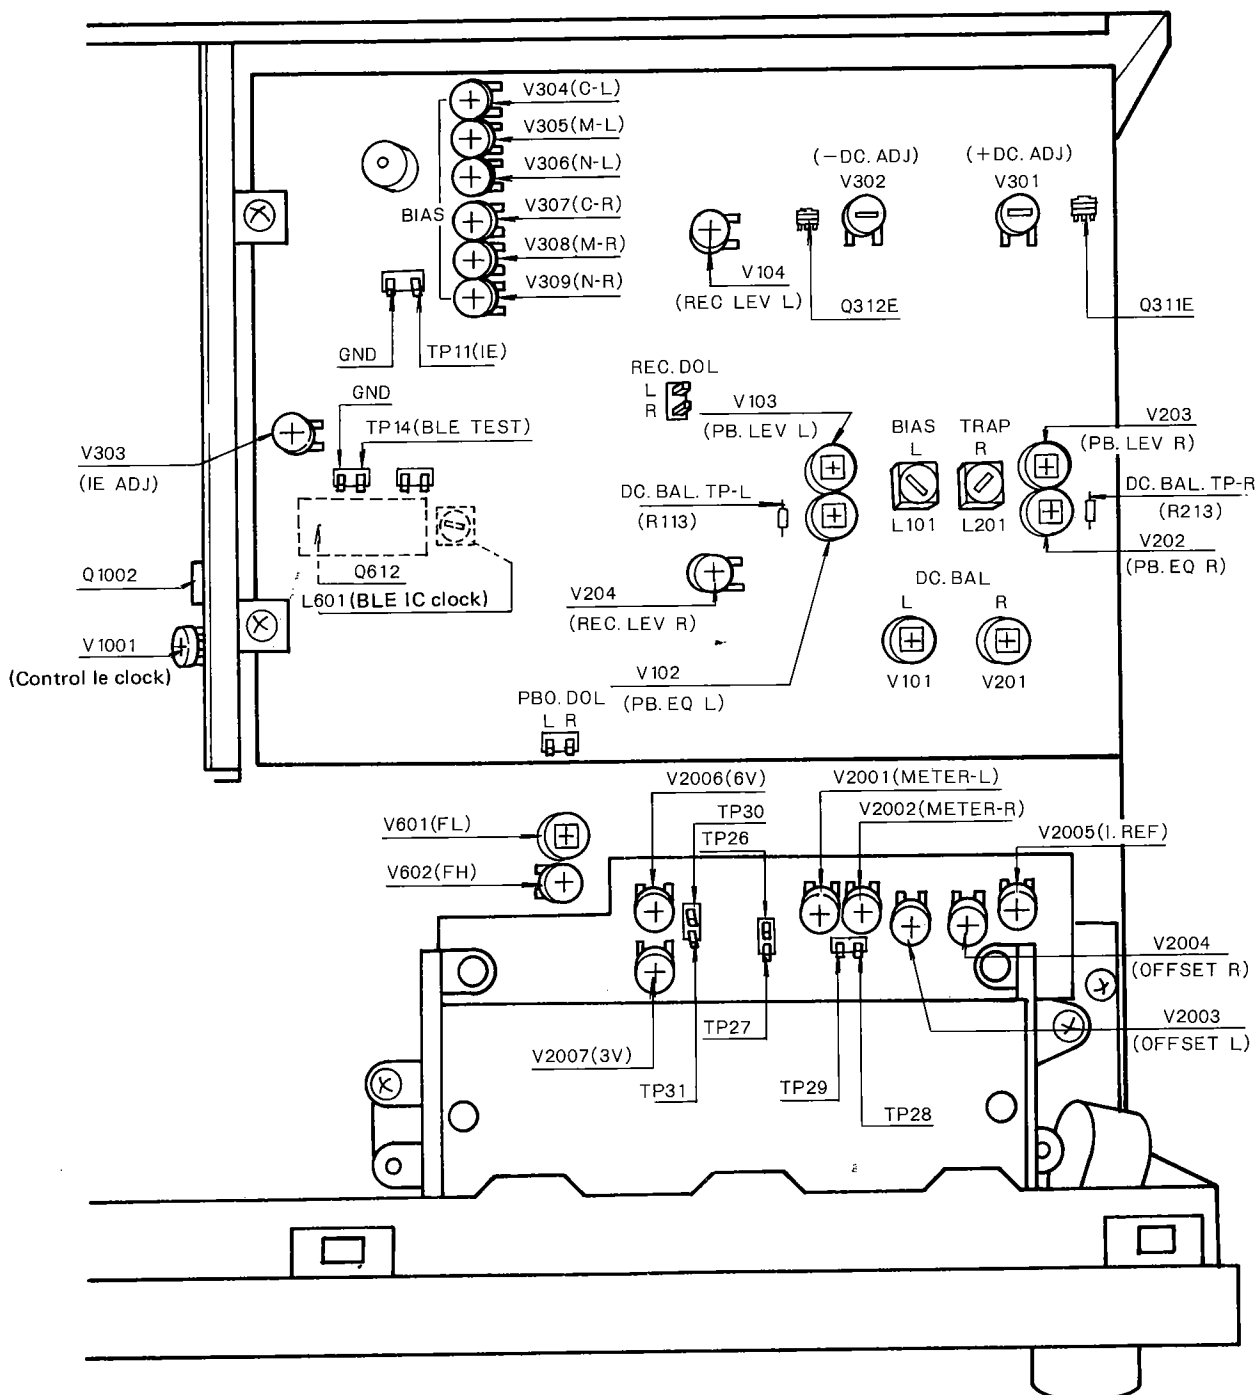 V304(C-L)
V305(M-L)
V306(N-L)
V307(C-R)
BIAS
V308(M-R)
V309(N-R)
(−DC. ADJ)
V302
(+DC. ADJ)
V301
V104
(REC LEV L)
Q312E
Q311E
GND
TP11(IE)
GND
TP14(BLE TEST)
REC. DOL
L
R
V103
(PB. LEV L)
BIAS
L
TRAP
R
V203
(PB. LEV R)
V303
(IE ADJ)
DC. BAL. TP-L
(R113)
L101
L201
DC. BAL. TP-R
(R213)
V202
(PB. EQ R)
Q1002
Q612
L601(BLE IC clock)
V204
(REC. LEV R)
DC. BAL
L
R
V1001
(Control Ie clock)
V102
(PB. EQ L)
V101
V201
PBO. DOL
L R
V2006(6V)
V2001(METER-L)
TP30
V2002(METER-R)
V601(FL)
TP26
V2005(I. REF)
V602(FH)
V2004
(OFFSET R)
TP27
V2003
(OFFSET L)
V2007(3V)
TP31
TP29
TP28